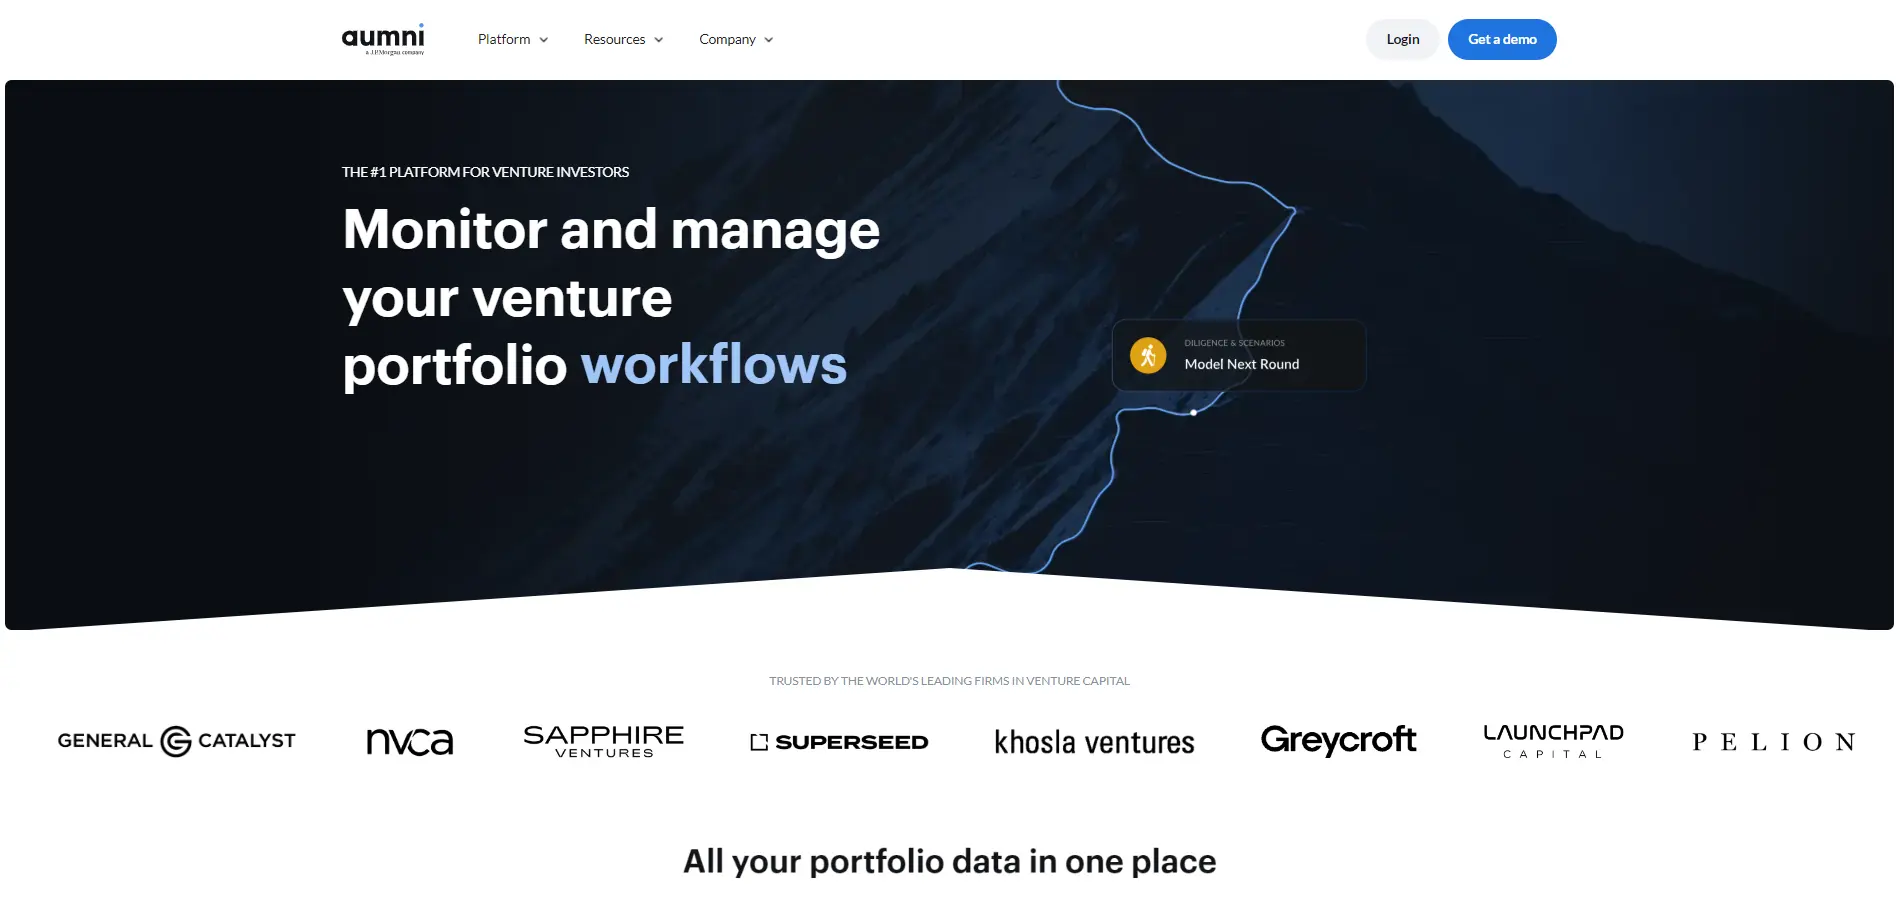 aumni
a J.P.Morgan company
Platform
Resources
Company
Login
Get a demo
THE #1 PLATFORM FOR VENTURE INVESTORS
Monitor and manage
your venture
portfolio workflows
DILIGENCE & SCENARIOS
Model Next Round
TRUSTED BY THE WORLD'S LEADING FIRMS IN VENTURE CAPITAL
GENERAL CATALYST
nvca
SAPPHIRE
VENTURES
SUPERSEED
khosla ventures
Greycroft
LAUNCHPAD
CAPITAL
PELION
All your portfolio data in one place